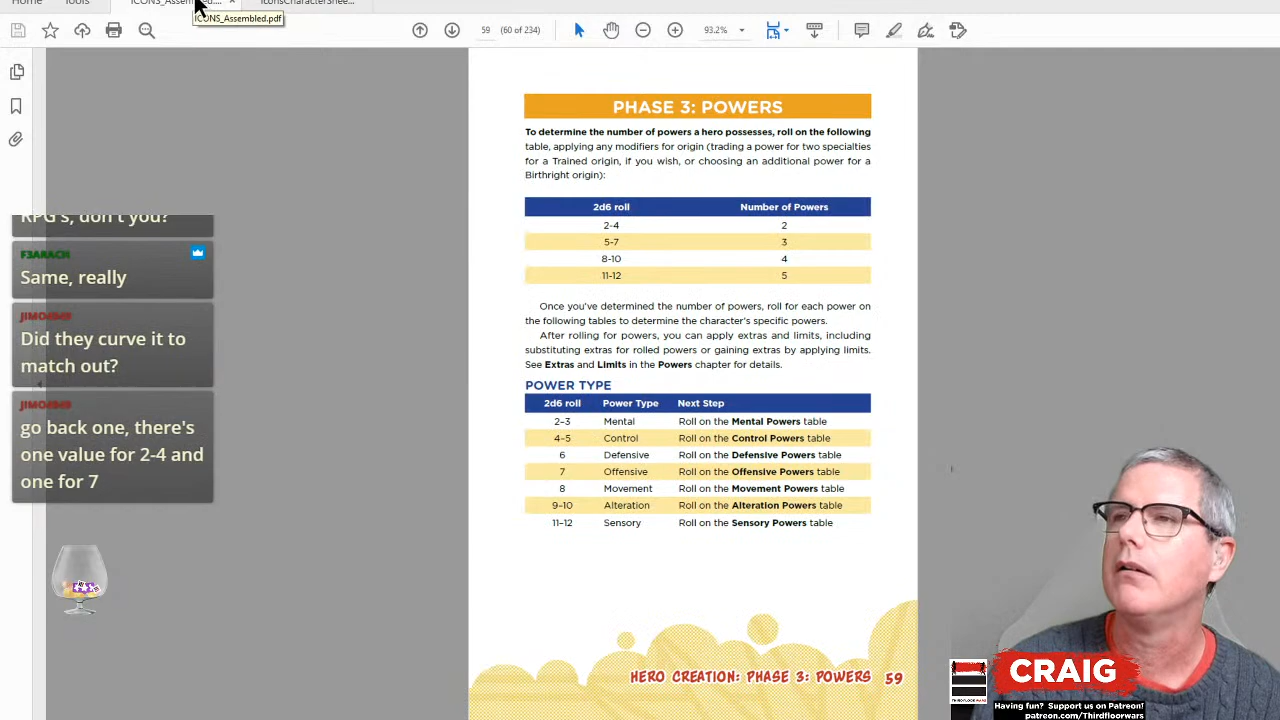 Home Tools ICONS_Assembled.... × IconsCharacterShee...
ICONS_Assembled.pdf
59 (60 of 234) 93.2%
PHASE 3: POWERS
To determine the number of powers a hero possesses, roll on the following
table, applying any modifiers for origin (trading a power for two specialties
for a Trained origin, if you wish, or choosing an additional power for a
Birthright origin):
2d6 roll Number of Powers
2-4 2
5-7 3
8-10 4
11-12 5
Once you've determined the number of powers, roll for each power on
the following tables to determine the character's specific powers.
After rolling for powers, you can apply extras and limits, including
substituting extras for rolled powers or gaining extras by applying limits.
See Extras and Limits in the Powers chapter for details.
POWER TYPE
2d6 roll Power Type Next Step
2–3 Mental Roll on the Mental Powers table
4–5 Control Roll on the Control Powers table
6 Defensive Roll on the Defensive Powers table
7 Offensive Roll on the Offensive Powers table
8 Movement Roll on the Movement Powers table
9–10 Alteration Roll on the Alteration Powers table
11–12 Sensory Roll on the Sensory Powers table
HERO CREATION: PHASE 3: POWERS 59
RPG's, don't you?
F3ARACH
Same, really
Did they curve it to
match out?
go back one, there's
one value for 2-4 and
one for 7
CRAIG
THIRDFLOOR
WARS
Having fun? Support us on Patreon!
patreon.com/Thirdfloorwars